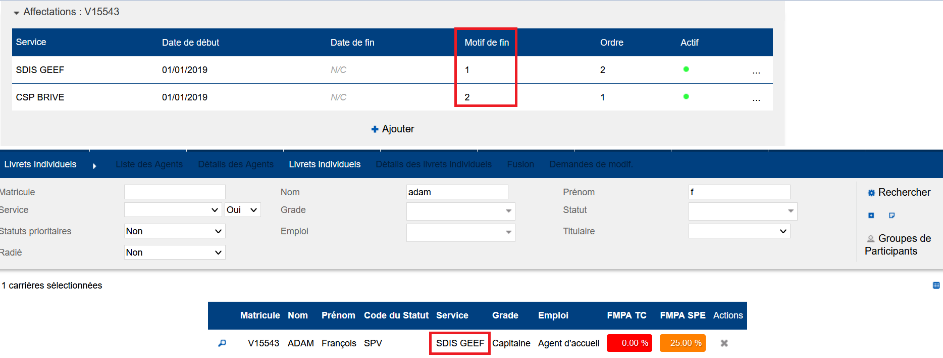 Affectations : V15543
Service Date de début Date de fin Motif de fin Ordre Actif
SDIS GEEF 01/01/2019 N/C 1 2 ...
CSP BRIVE 01/01/2019 N/C 2 1 ...
+ Ajouter
Livrets Individuels Liste des Agents Détails des Agents Livrets Individuels Détails des livrets individuels Fusion Demandes de modif.
Matricule Nom adam Prénom f Rechercher
Service Oui Grade Statut
Statuts prioritaires Non Emploi Titulaire
Groupes de
Participants
Radié Non
1 carrières sélectionnées
Matricule Nom Prénom Code du Statut Service Grade Emploi FMPA TC FMPA SPE Actions
V15543 ADAM François SPV SDIS GEEF Capitaine Agent d'accueil 0.00 % 25.00 %